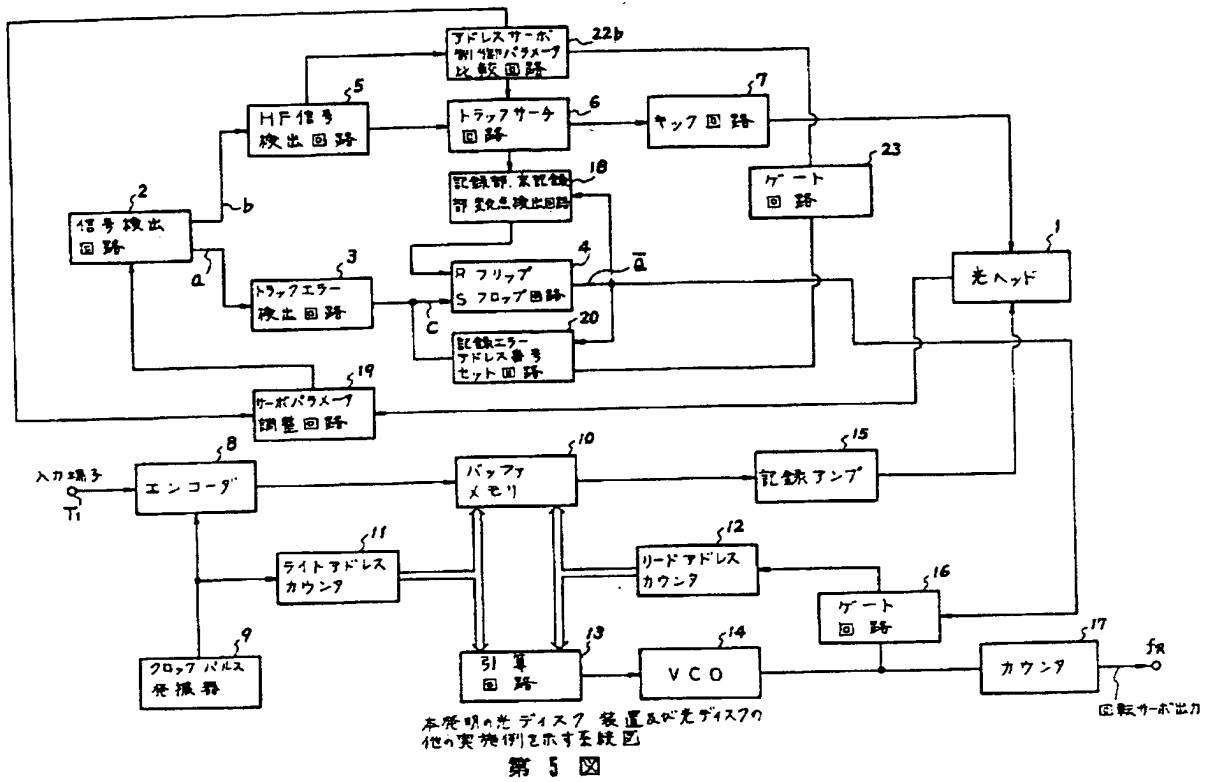 アドレスサーボ
制御パラメータ
比較回路
22b
5
HF信号
検出回路
6
トラックサーチ
回路
7
キック回路
18
記録部、未記録
部変化点検出回路
23
ゲート
回路
2
信号検出
回路
b
a
3
トラックエラー
検出回路
4
R フリップ
S フロップ回路
C
Q̅
1
光ヘッド
20
記録エラー
アドレス番号
セット回路
19
サーボパラメータ
調整回路
入力端子
T1
8
エンコーダ
10
バッファ
メモリ
15
記録アンプ
11
ライトアドレス
カウンタ
12
リードアドレス
カウンタ
16
ゲート
回路
9
クロックパルス
発振器
13
引算
回路
14
VCO
17
カウンタ
fR
回転サーボ出力
本発明の光ディスク装置及び光ディスクの
他の実施例を示す系統図
第 5 図